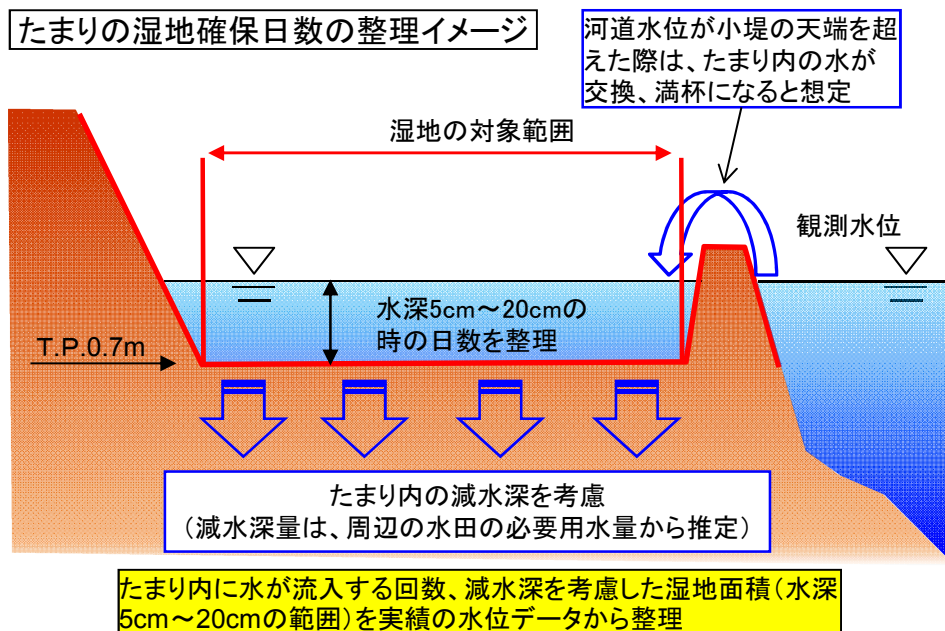 たまりの湿地確保日数の整理イメージ
河道水位が小堤の天端を超
えた際は、たまり内の水が
交換、満杯になると想定
湿地の対象範囲
観測水位
水深5cm～20cmの
時の日数を整理
T.P.0.7m
たまり内の減水深を考慮
（減水深量は、周辺の水田の必要用水量から推定）
たまり内に水が流入する回数、減水深を考慮した湿地面積（水深
5cm～20cmの範囲）を実績の水位データから整理